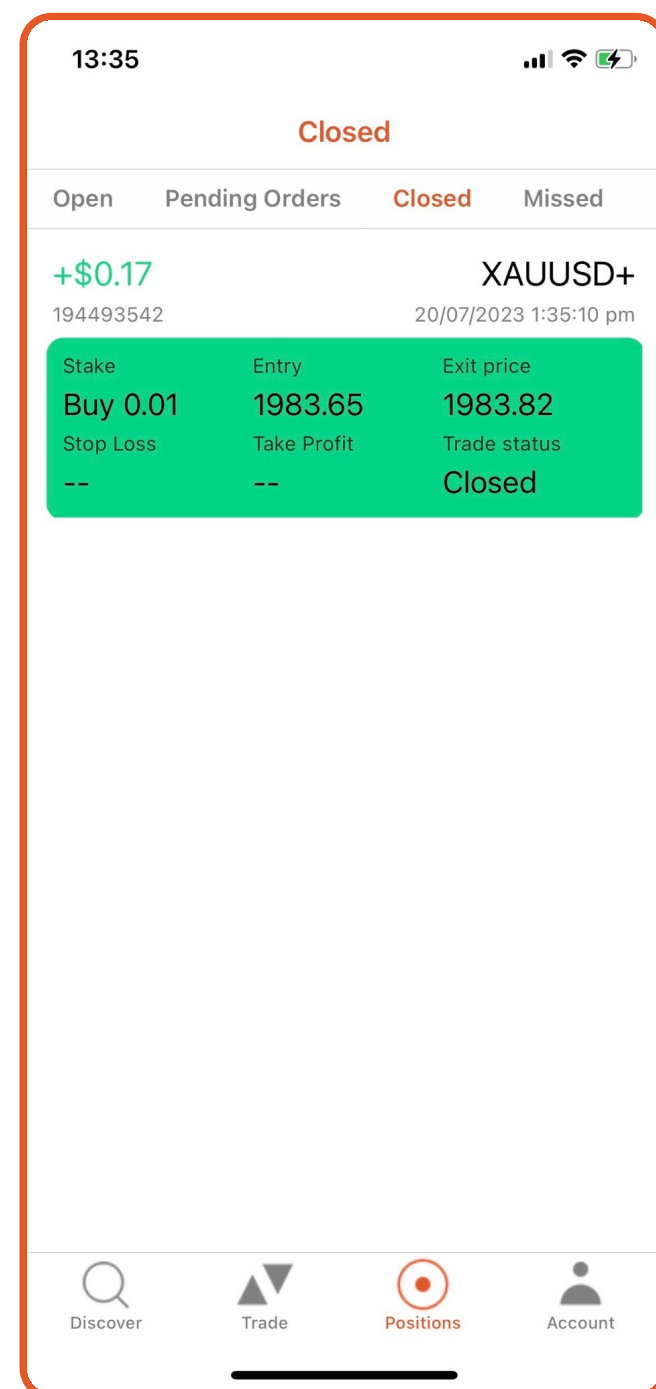 13:35
Closed
Open Pending Orders Closed Missed
+$0.17 XAUUSD+
194493542 20/07/2023 1:35:10 pm
Stake Entry Exit price
Buy 0.01 1983.65 1983.82
Stop Loss Take Profit Trade status
-- -- Closed
Discover Trade Positions Account